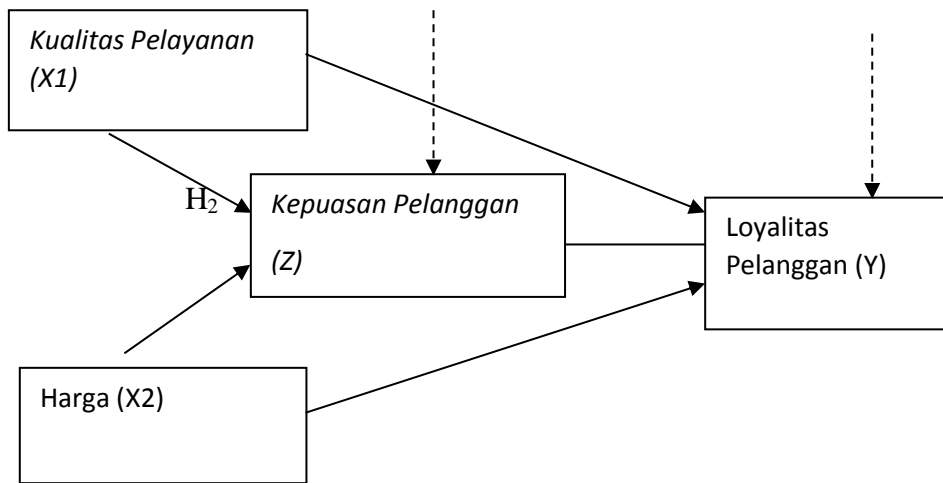 Kualitas Pelayanan
(X1)
H₂
Kepuasan Pelanggan
(Z)
Loyalitas
Pelanggan (Y)
Harga (X2)